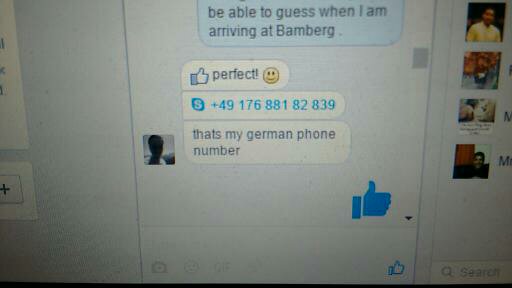 be able to guess when I am
arriving at Bamberg .
perfect!
+49 176 881 82 839
thats my german phone
number
GIF
Search